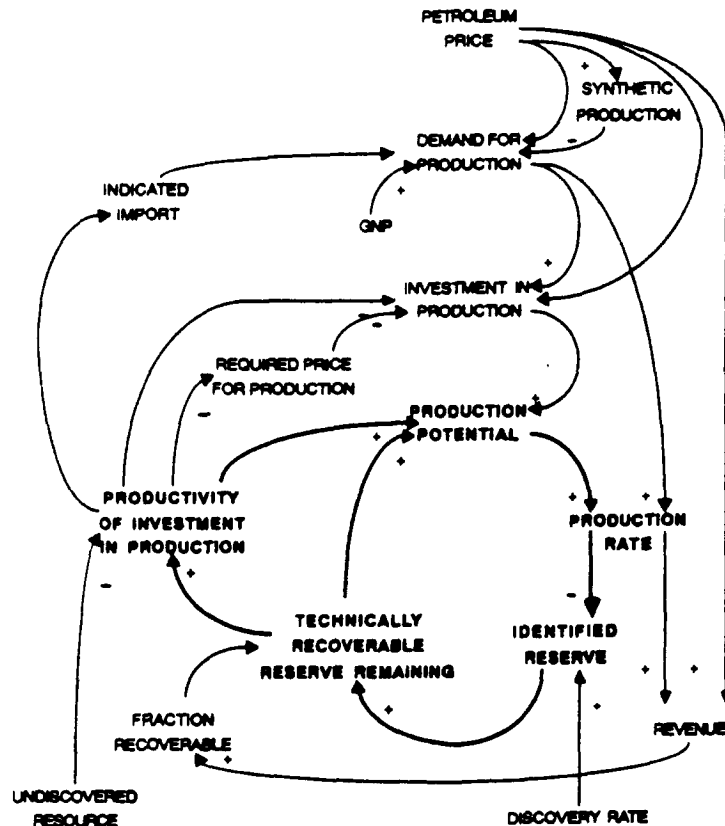 PETROLEUM
PRICE
+
SYNTHETIC
PRODUCTION
-
DEMAND FOR
PRODUCTION
INDICATED
IMPORT
+
GNP
+
INVESTMENT IN
PRODUCTION
-
-
REQUIRED PRICE
FOR PRODUCTION
-
+
PRODUCTION
POTENTIAL
+
+
PRODUCTIVITY
OF INVESTMENT
IN PRODUCTION
+
+
PRODUCTION
RATE
-
+
-
TECHNICALLY
RECOVERABLE
RESERVE REMAINING
IDENTIFIED
RESERVE
+
+
+
+
FRACTION
RECOVERABLE
+
REVENUE
UNDISCOVERED
RESOURCE
DISCOVERY RATE